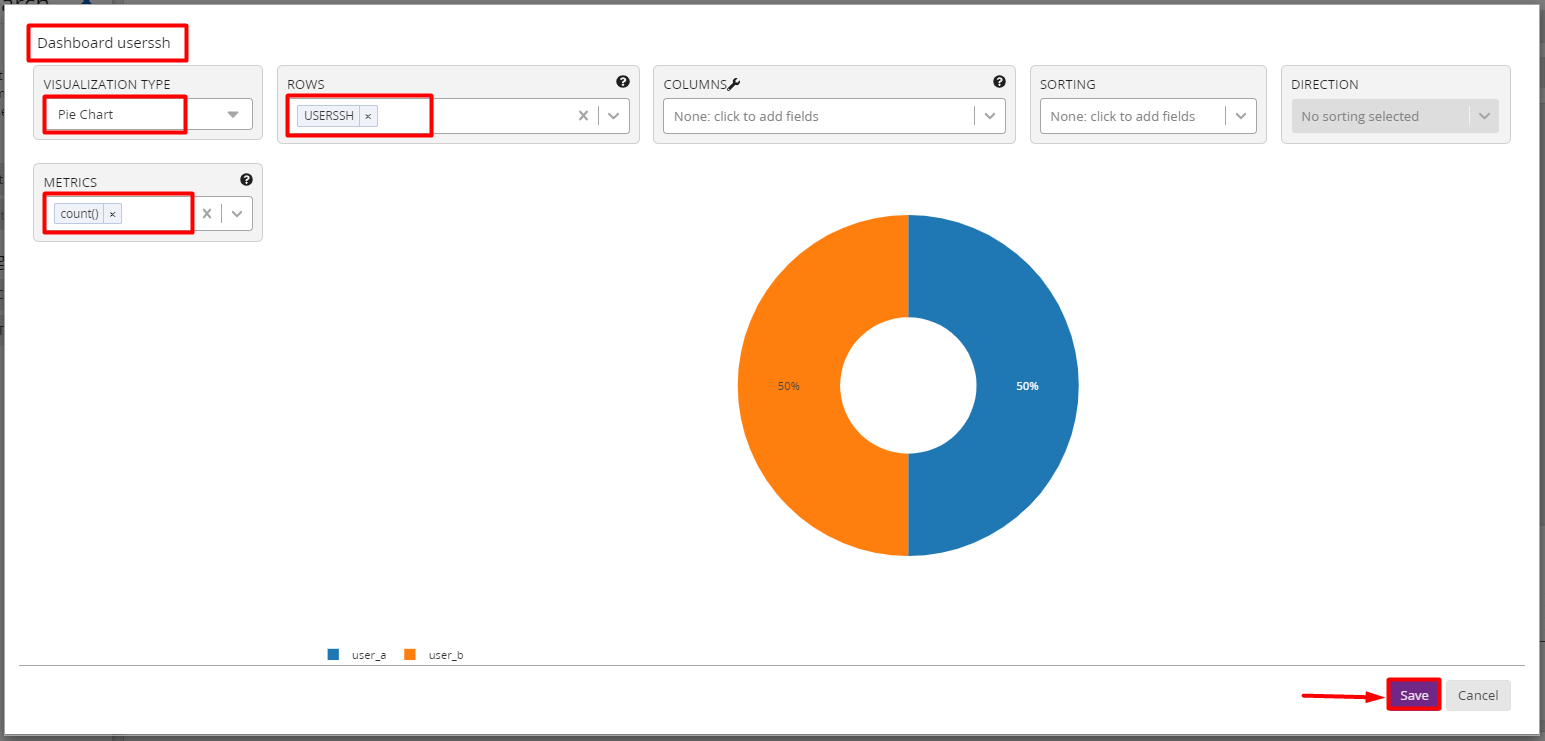 Dashboard userssh
VISUALIZATION TYPE
Pie Chart
ROWS
USERSSH ×
COLUMNS
None: click to add fields
SORTING
None: click to add fields
DIRECTION
No sorting selected
METRICS
count() ×
50%
50%
user_a
user_b
Save
Cancel